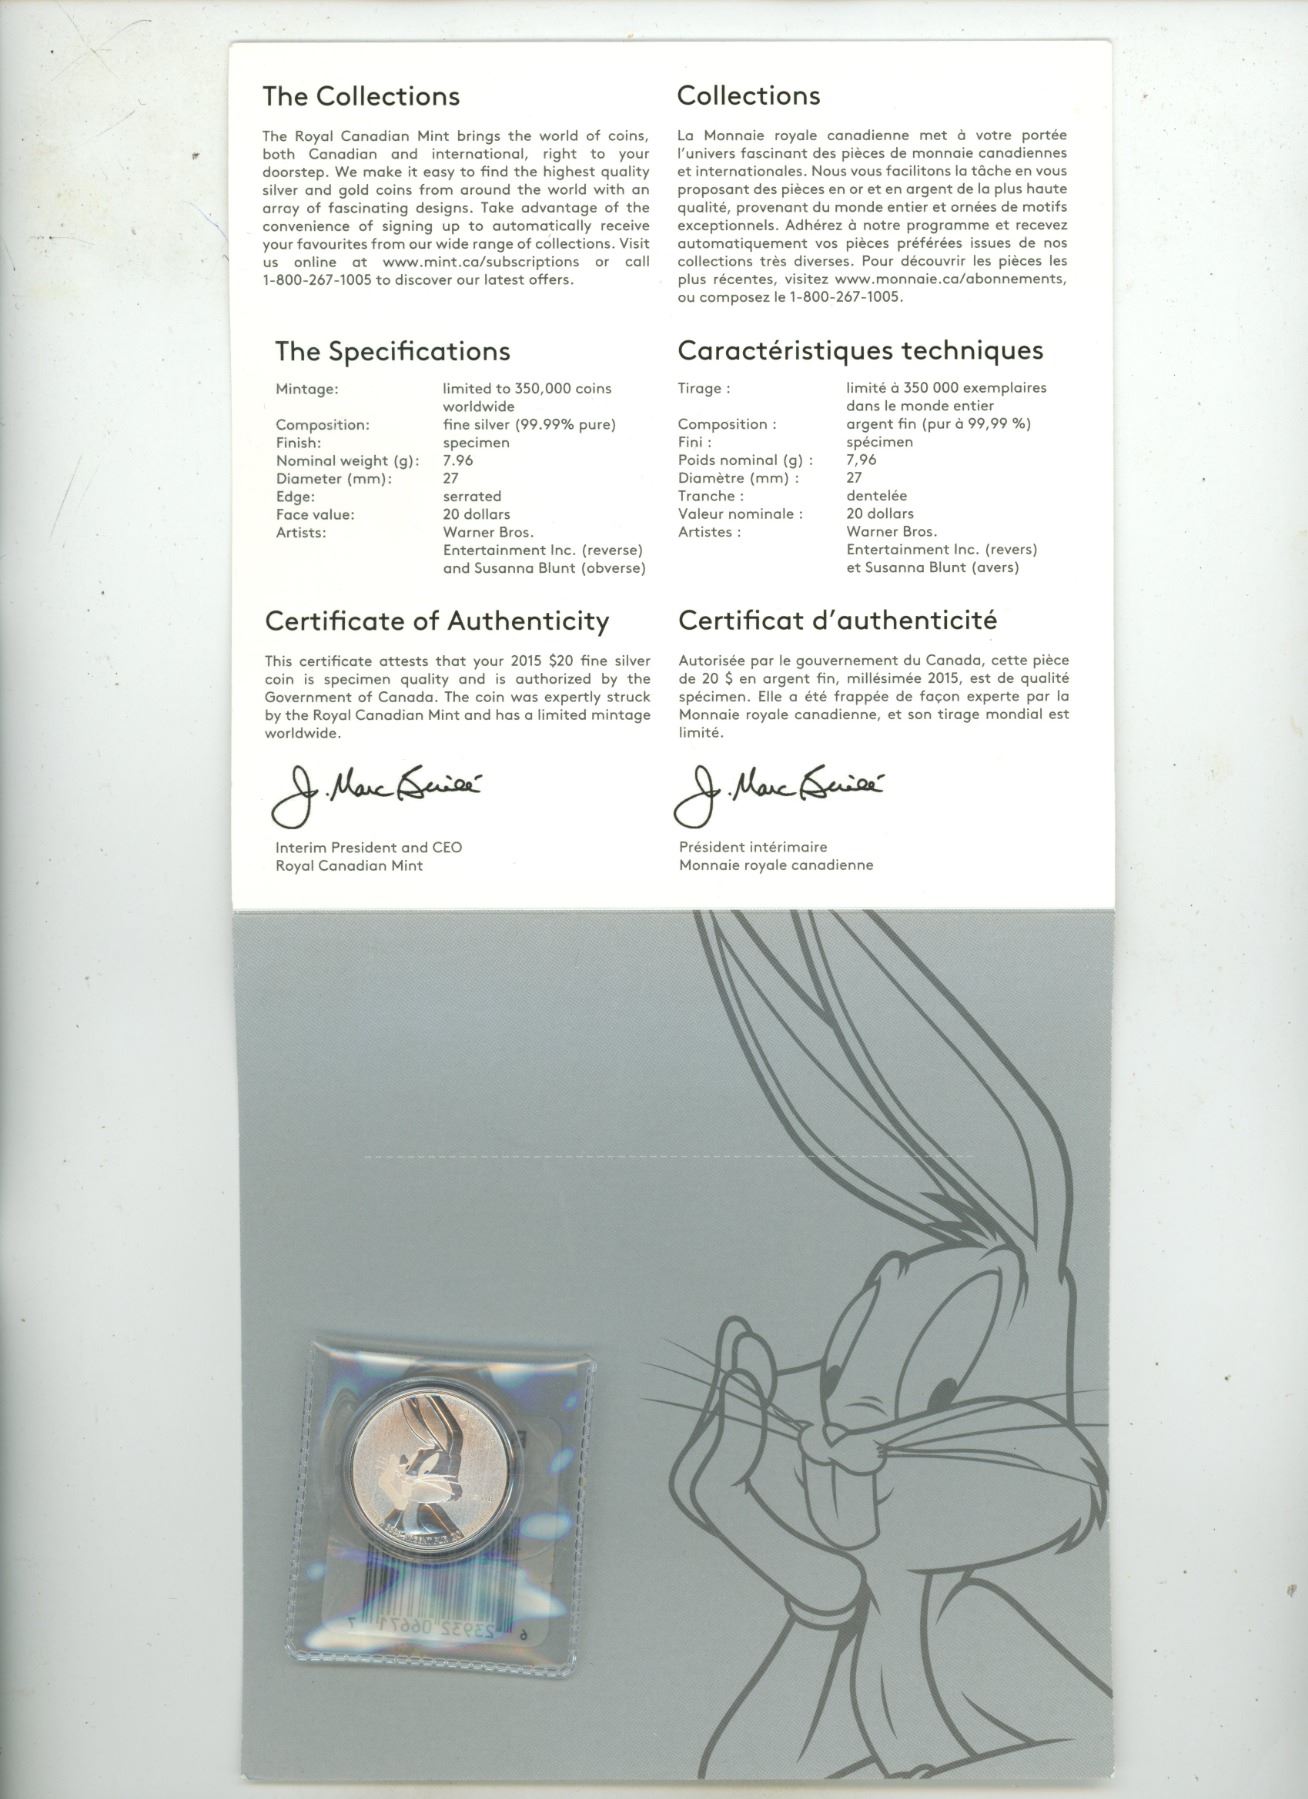 The Collections
The Royal Canadian Mint brings the world of coins,
both Canadian and international, right to your
doorstep. We make it easy to find the highest quality
silver and gold coins from around the world with an
array of fascinating designs. Take advantage of the
convenience of signing up to automatically receive
your favourites from our wide range of collections. Visit
us online at www.mint.ca/subscriptions or call
1-800-267-1005 to discover our latest offers.
Collections
La Monnaie royale canadienne met à votre portée
l'univers fascinant des pièces de monnaie canadiennes
et internationales. Nous vous facilitons la tâche en vous
proposant des pièces en or et en argent de la plus haute
qualité, provenant du monde entier et ornées de motifs
exceptionnels. Adhérez à notre programme et recevez
automatiquement vos pièces préférées issues de nos
collections très diverses. Pour découvrir les pièces les
plus récentes, visitez www.monnaie.ca/abonnements,
ou composez le 1-800-267-1005.
The Specifications
Mintage: limited to 350,000 coins
worldwide
Composition: fine silver (99.99% pure)
Finish: specimen
Nominal weight (g): 7.96
Diameter (mm): 27
Edge: serrated
Face value: 20 dollars
Artists: Warner Bros.
Entertainment Inc. (reverse)
and Susanna Blunt (obverse)
Caractéristiques techniques
Tirage : limité à 350 000 exemplaires
dans le monde entier
Composition : argent fin (pur à 99,99 %)
Fini : spécimen
Poids nominal (g) : 7,96
Diamètre (mm) : 27
Tranche : dentelée
Valeur nominale : 20 dollars
Artistes : Warner Bros.
Entertainment Inc. (revers)
et Susanna Blunt (avers)
Certificate of Authenticity
This certificate attests that your 2015 $20 fine silver
coin is specimen quality and is authorized by the
Government of Canada. The coin was expertly struck
by the Royal Canadian Mint and has a limited mintage
worldwide.
J. Marc Brûlé
Interim President and CEO
Royal Canadian Mint
Certificat d'authenticité
Autorisée par le gouvernement du Canada, cette pièce
de 20 $ en argent fin, millésimée 2015, est de qualité
spécimen. Elle a été frappée de façon experte par la
Monnaie royale canadienne, et son tirage mondial est
limité.
J. Marc Brûlé
Président intérimaire
Monnaie royale canadienne
6 23932 06671 7